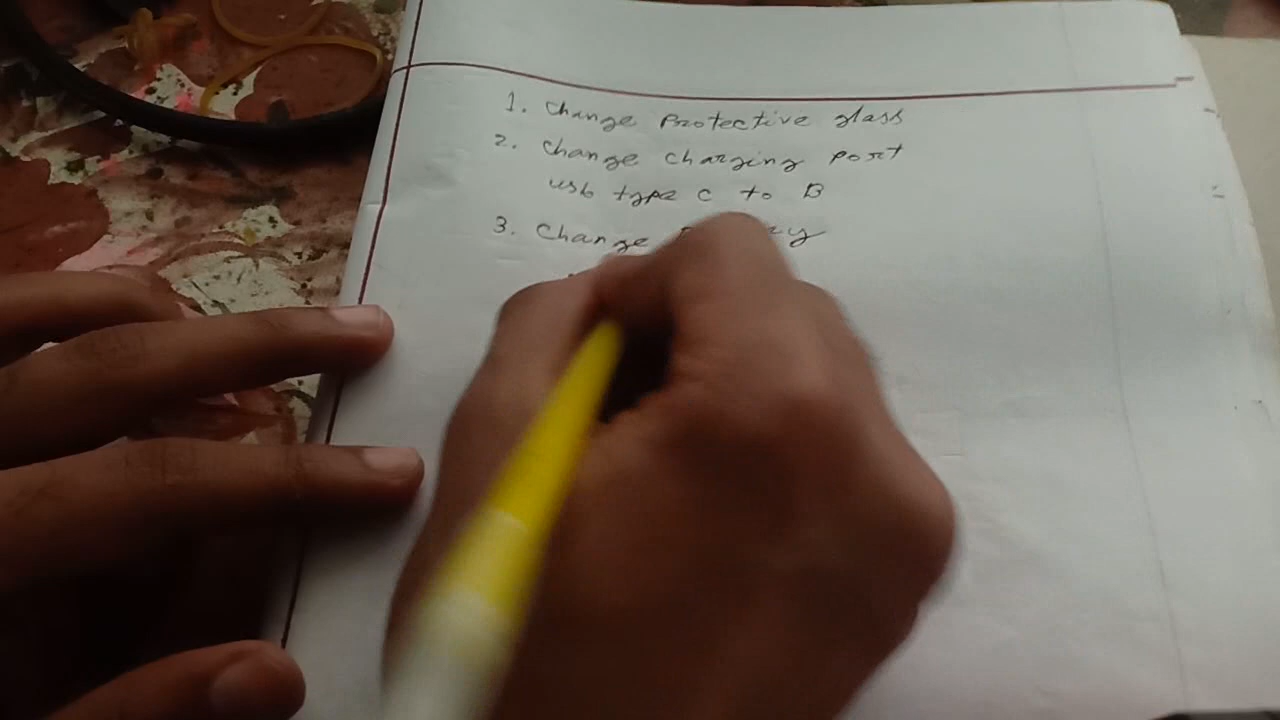 1. Change Protective glass
2. Change charging port
usb type C to B
3. Change